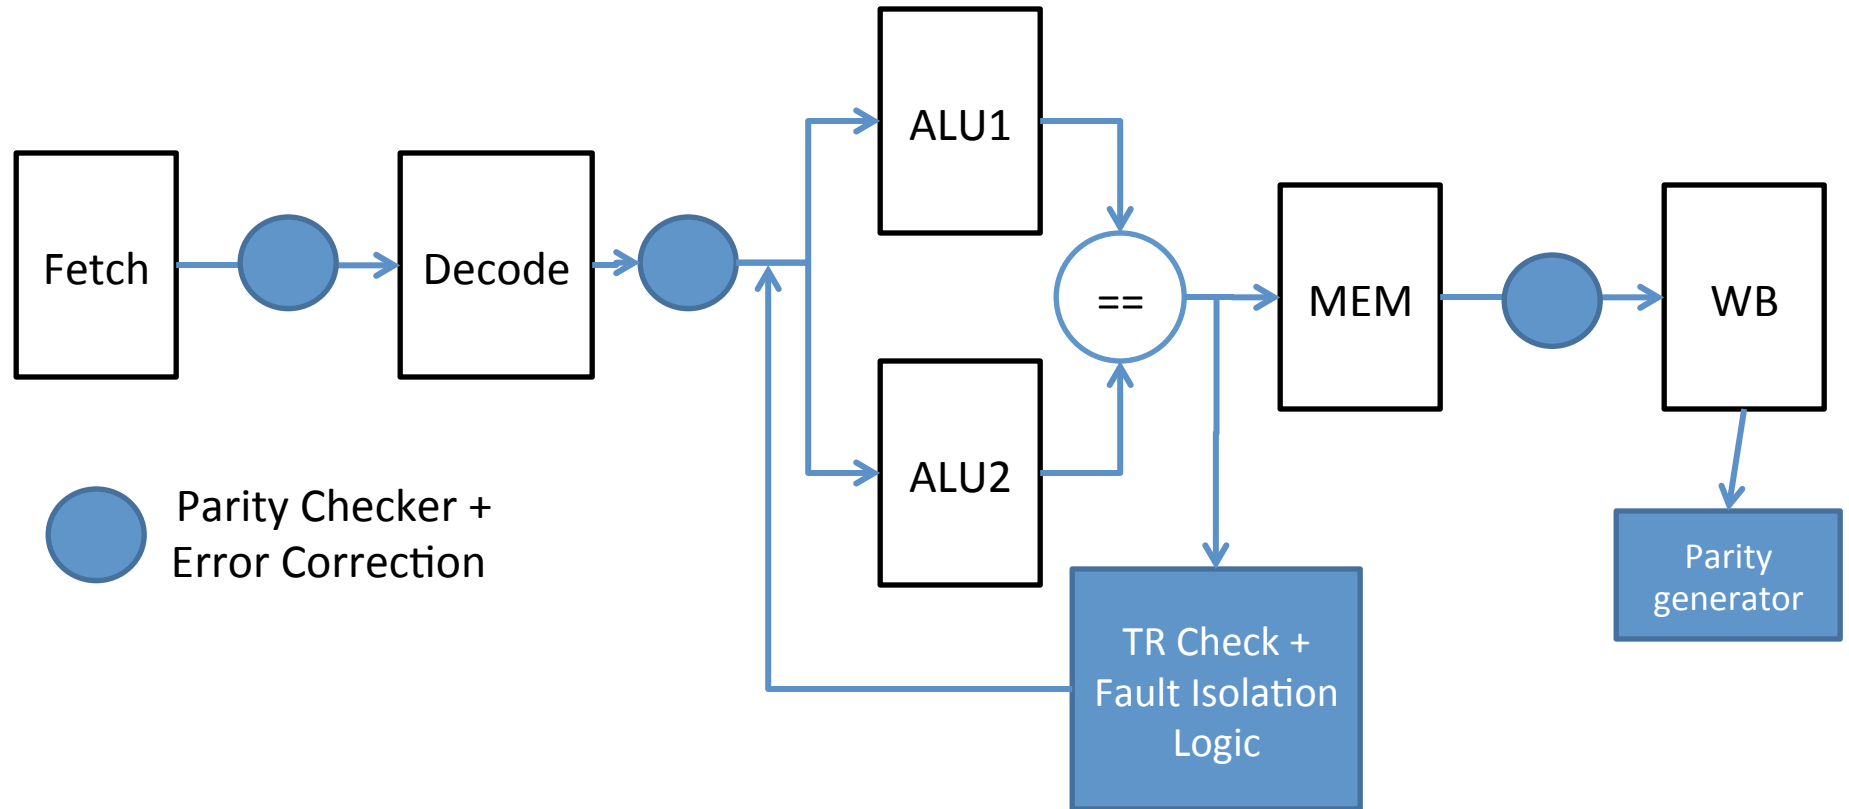 Fetch
Decode
ALU1
ALU2
==
MEM
WB
Parity Checker +
Error Correction
TR Check +
Fault Isolation
Logic
Parity
generator